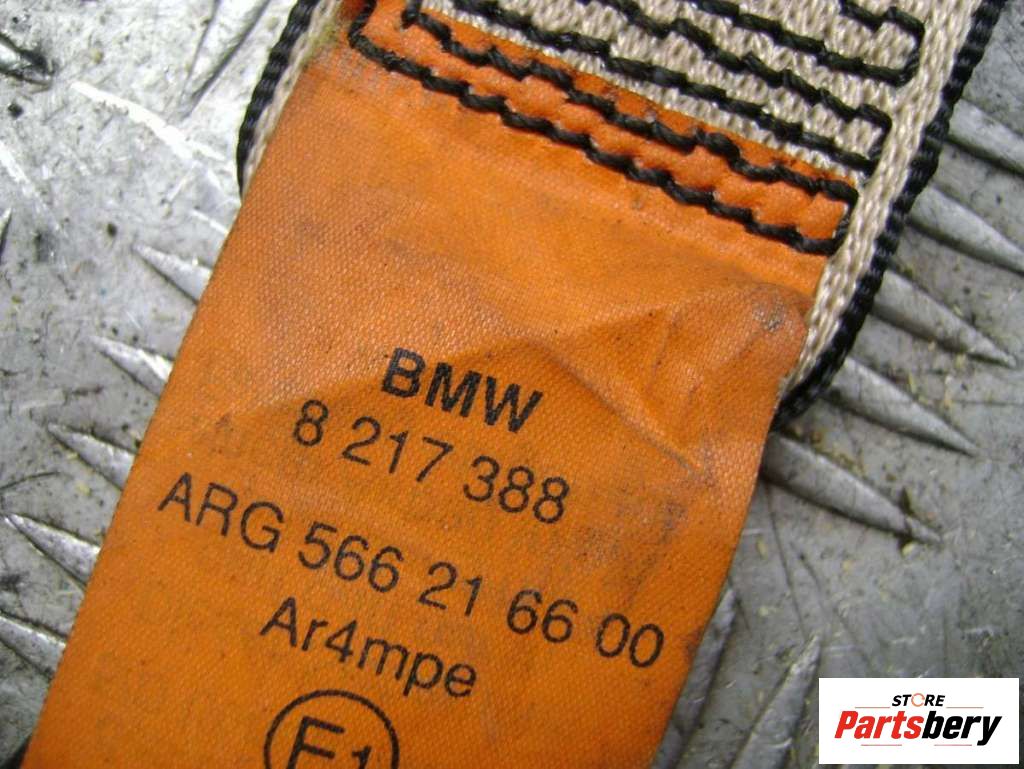 BMW
8 217 388
ARG 566 21 66 00
Ar4mpe
E1
STORE
Partsbery